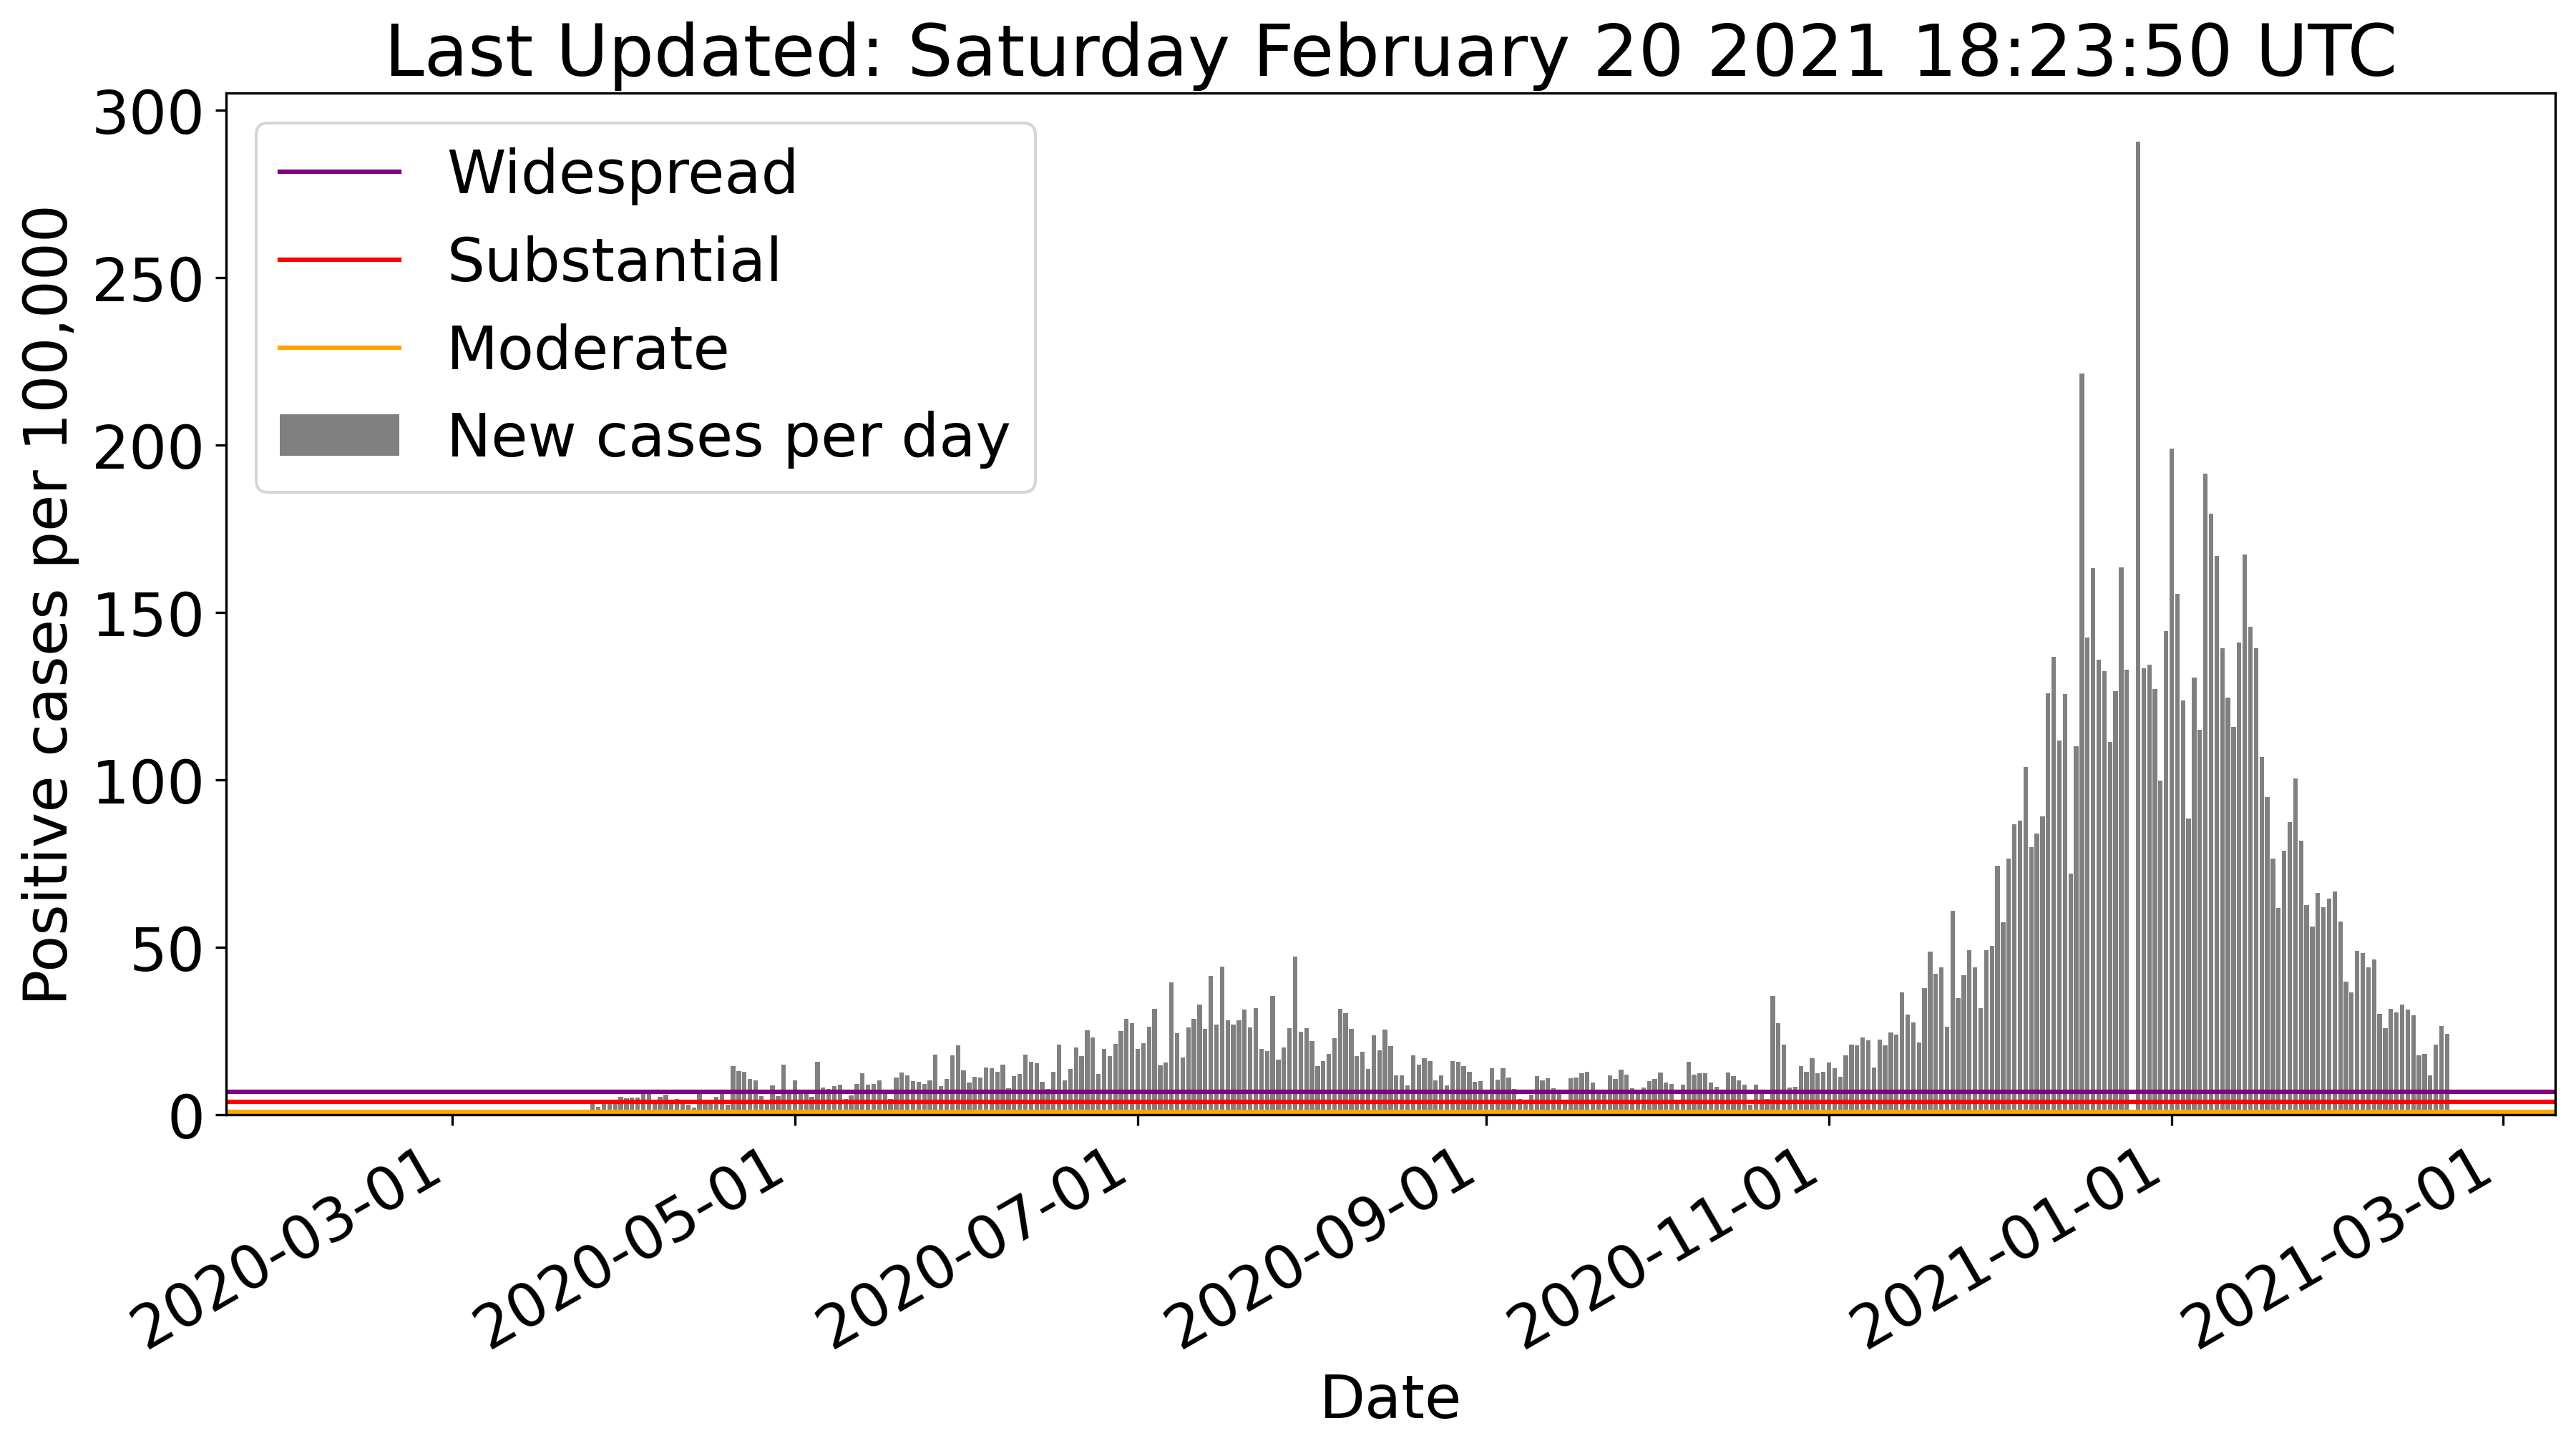 Last Updated: Saturday February 20 2021 18:23:50 UTC
300
250
200
150
100
50
0
Positive cases per 100,000
Widespread
Substantial
Moderate
New cases per day
2020-03-01
2020-05-01
2020-07-01
2020-09-01
2020-11-01
2021-01-01
2021-03-01
Date